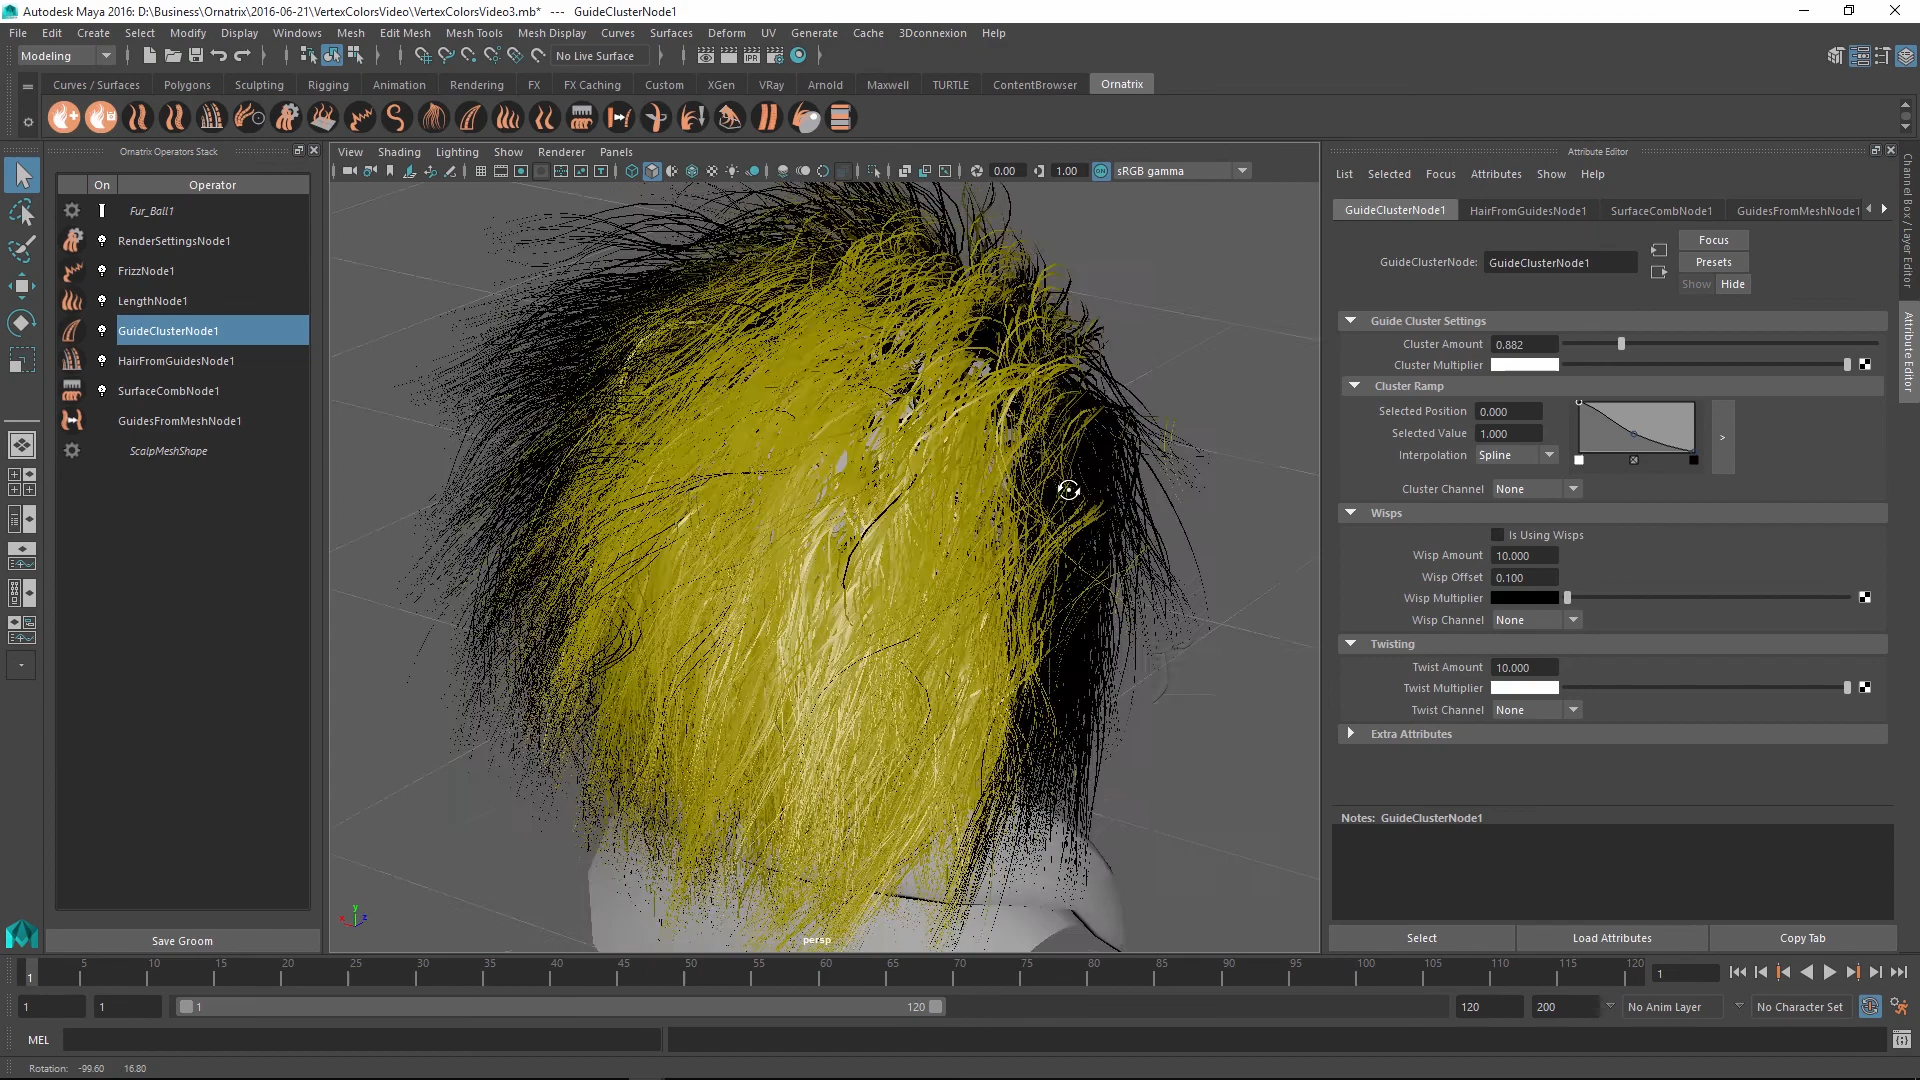 Autodesk Maya 2016: D:\Business\Ornatrix\2016-06-21\VertexColorsVideo\VertexColorsVideo3.mb* --- GuideClusterNode1
File Edit Create Select Modify Display Windows Mesh Edit Mesh Mesh Tools Mesh Display Curves Surfaces Deform UV Generate Cache 3Dconnexion Help
Modeling No Live Surface
Curves / Surfaces Polygons Sculpting Rigging Animation Rendering FX FX Caching Custom XGen VRay Arnold Maxwell TURTLE ContentBrowser Ornatrix
Ornatrix Operators Stack
On Operator
Fur_Ball1
RenderSettingsNode1
FrizzNode1
LengthNode1
GuideClusterNode1
HairFromGuidesNode1
SurfaceCombNode1
GuidesFromMeshNode1
ScalpMeshShape
Save Groom
View Shading Lighting Show Renderer Panels
0.00 1.00 ON sRGB gamma
y
x z
persp
Attribute Editor
List Selected Focus Attributes Show Help
GuideClusterNode1 HairFromGuidesNode1 SurfaceCombNode1 GuidesFromMeshNode1
GuideClusterNode: GuideClusterNode1
Focus
Presets
Show Hide
Guide Cluster Settings
Cluster Amount 0.882
Cluster Multiplier
Cluster Ramp
Selected Position 0.000
Selected Value 1.000
Interpolation Spline
>
Cluster Channel None
Wisps
Is Using Wisps
Wisp Amount 10.000
Wisp Offset 0.100
Wisp Multiplier
Wisp Channel None
Twisting
Twist Amount 10.000
Twist Multiplier
Twist Channel None
Extra Attributes
Notes: GuideClusterNode1
Select Load Attributes Copy Tab
Channel Box / Layer Editor
Attribute Editor
1 5 10 15 20 25 30 35 40 45 50 55 60 65 70 75 80 85 90 95 100 105 110 115 120 1
1 1 1 120 120 200 No Anim Layer No Character Set
MEL
Rotation: -99.60 16.80